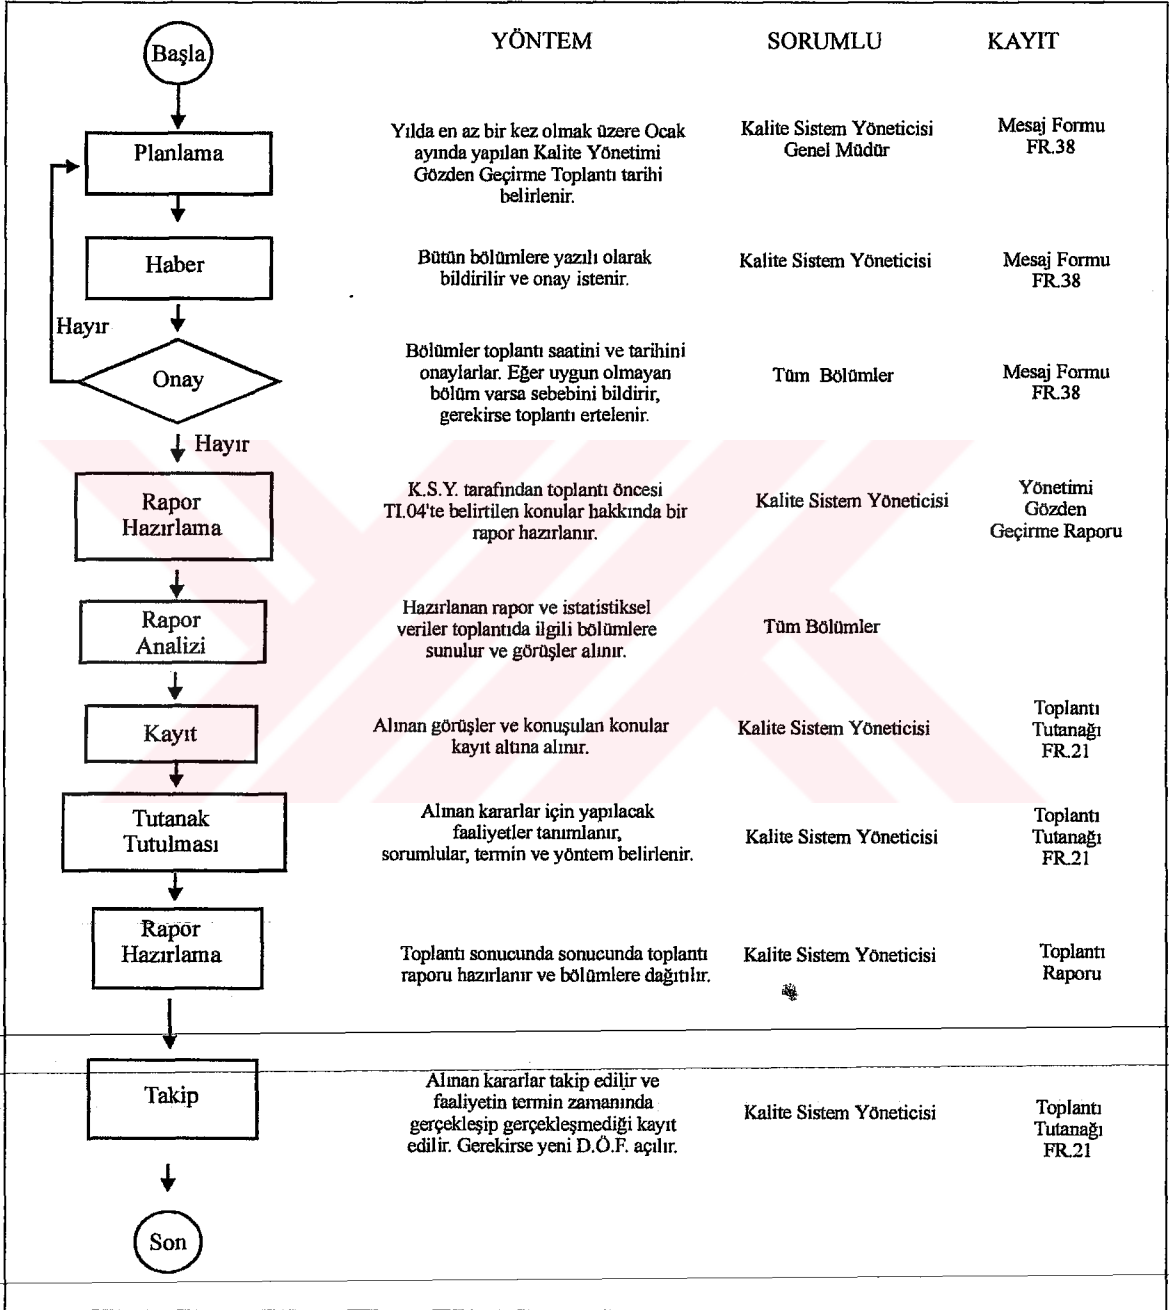 Başla
YÖNTEM
SORUMLU
KAYIT
Planlama
Yılda en az bir kez olmak üzere Ocak
ayında yapılan Kalite Yönetimi
Gözden Geçirme Toplantı tarihi
belirlenir.
Kalite Sistem Yöneticisi
Genel Müdür
Mesaj Formu
FR.38
Haber
Bütün bölümlere yazılı olarak
bildirilir ve onay istenir.
Kalite Sistem Yöneticisi
Mesaj Formu
FR.38
Hayır
Onay
Bölümler toplantı saatini ve tarihini
onaylarlar. Eğer uygun olmayan
bölüm varsa sebebini bildirir,
gerekirse toplantı ertelenir.
Tüm Bölümler
Mesaj Formu
FR.38
Hayır
Rapor
Hazırlama
K.S.Y. tarafından toplantı öncesi
TI.04'te belirtilen konular hakkında bir
rapor hazırlanır.
Kalite Sistem Yöneticisi
Yönetimi
Gözden
Geçirme Raporu
Rapor
Analizi
Hazırlanan rapor ve istatistiksel
veriler toplantıda ilgili bölümlere
sunulur ve görüşler alınır.
Tüm Bölümler
Kayıt
Alınan görüşler ve konuşulan konular
kayıt altına alınır.
Kalite Sistem Yöneticisi
Toplantı
Tutanağı
FR.21
Tutanak
Tutulması
Alınan kararlar için yapılacak
faaliyetler tanımlanır,
sorumlular, termin ve yöntem belirlenir.
Kalite Sistem Yöneticisi
Toplantı
Tutanağı
FR.21
Rapor
Hazırlama
Toplantı sonucunda sonucunda toplantı
raporu hazırlanır ve bölümlere dağıtılır.
Kalite Sistem Yöneticisi
Toplantı
Raporu
Takip
Alınan kararlar takip edilir ve
faaliyetin termin zamanında
gerçekleşip gerçekleşmediği kayıt
edilir. Gerekirse yeni D.Ö.F. açılır.
Kalite Sistem Yöneticisi
Toplantı
Tutanağı
FR.21
Son